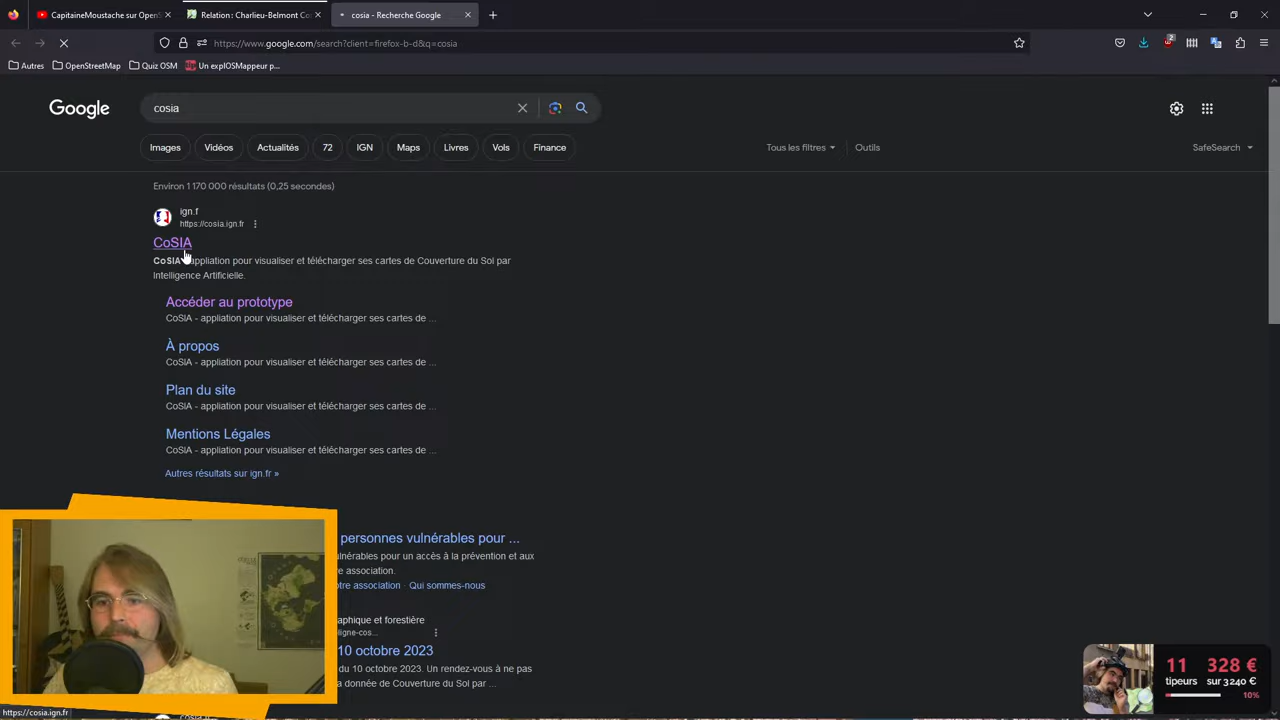 CapitaineMoustache sur OpenS
Relation : Charlieu-Belmont Co
cosia - Recherche Google
https://www.google.com/search?client=firefox-b-d&q=cosia
2
Autres
OpenStreetMap
Quiz OSM
Un explOSMappeur p...
Google
cosia
Images
Vidéos
Actualités
72
IGN
Maps
Livres
Vols
Finance
Tous les filtres
Outils
SafeSearch
Environ 1 170 000 résultats (0,25 secondes)
ign.f
https://cosia.ign.fr
CoSIA
CoSIA appliation pour visualiser et télécharger ses cartes de Couverture du Sol par
Intelligence Artificielle.
Accéder au prototype
CoSIA - appliation pour visualiser et télécharger ses cartes de ...
À propos
CoSIA - appliation pour visualiser et télécharger ses cartes de ...
Plan du site
CoSIA - appliation pour visualiser et télécharger ses cartes de ...
Mentions Légales
CoSIA - appliation pour visualiser et télécharger ses cartes de ...
Autres résultats sur ign.fr »
personnes vulnérables pour ...
ulnérables pour un accès à la prévention et aux
re association.
otre association Qui sommes-nous
graphique et forestière
ligne-cos...
10 octobre 2023
du 10 octobre 2023. Un rendez-vous à ne pas
a donnée de Couverture du Sol par ...
11 328 €
tipeurs sur 3 240 €
10%
https://cosia.ign.fr